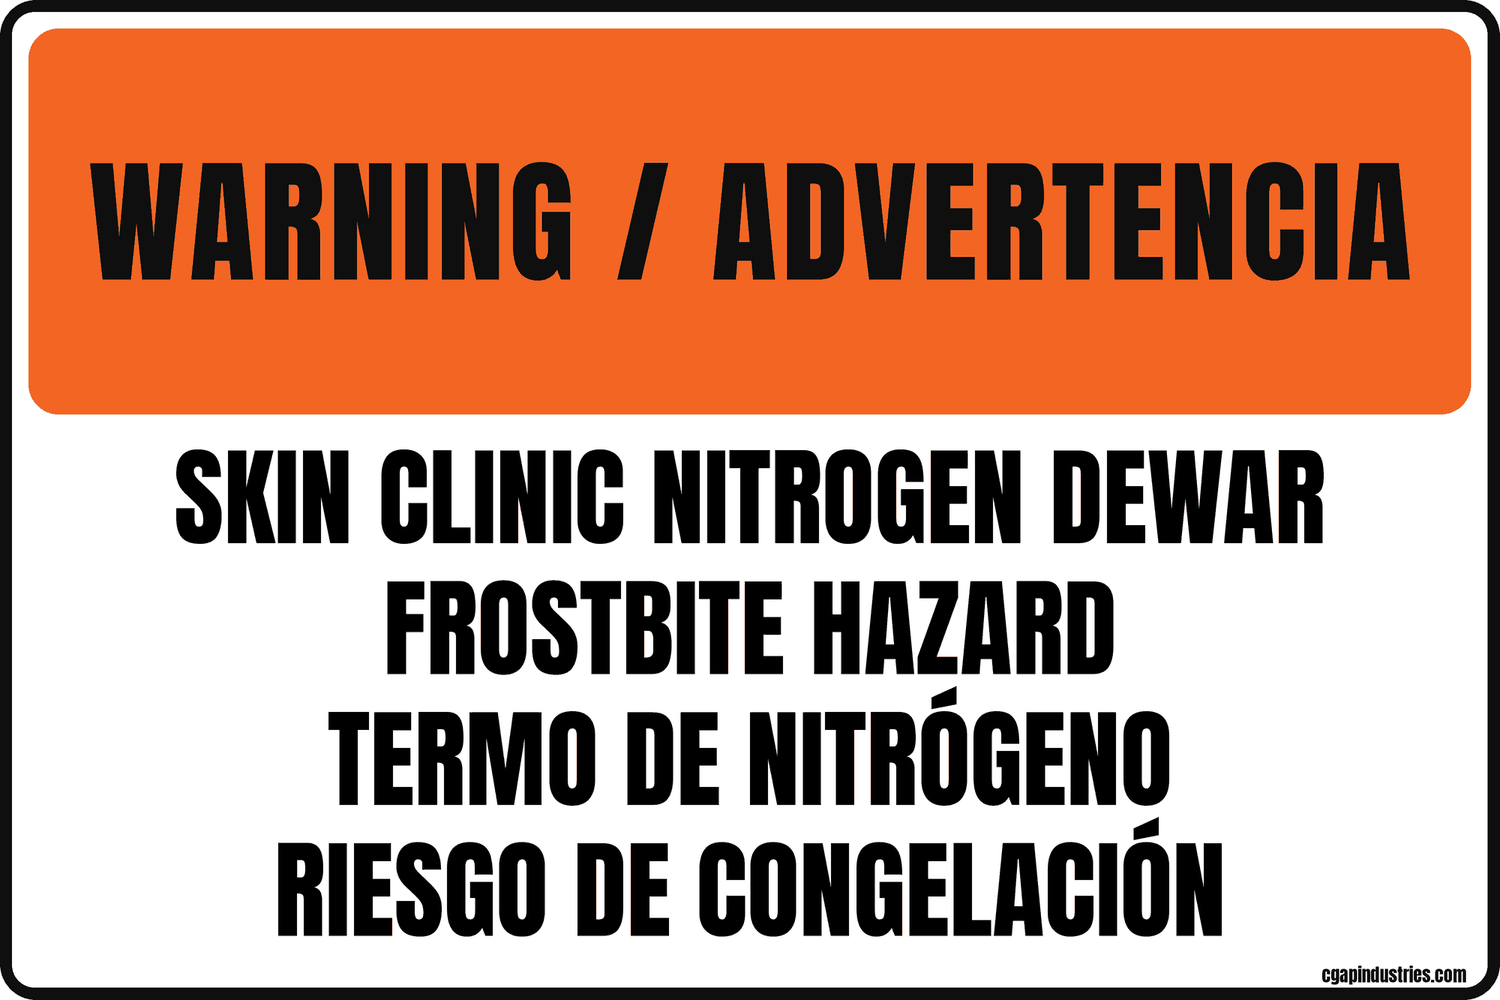 WARNING / ADVERTENCIA
SKIN CLINIC NITROGEN DEWAR
FROSTBITE HAZARD
TERMO DE NITRÓGENO
RIESGO DE CONGELACIÓN
cgapindustries.com